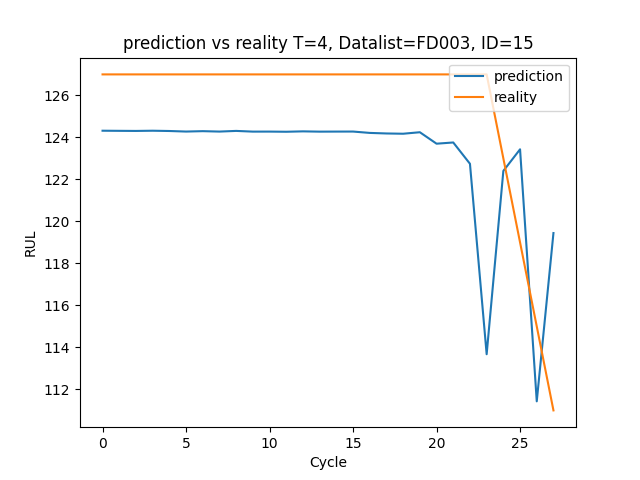 prediction vs reality T=4, Datalist=FD003, ID=15
prediction
reality
126
124
122
120
118
116
114
112
RUL
0
5
10
15
20
25
Cycle